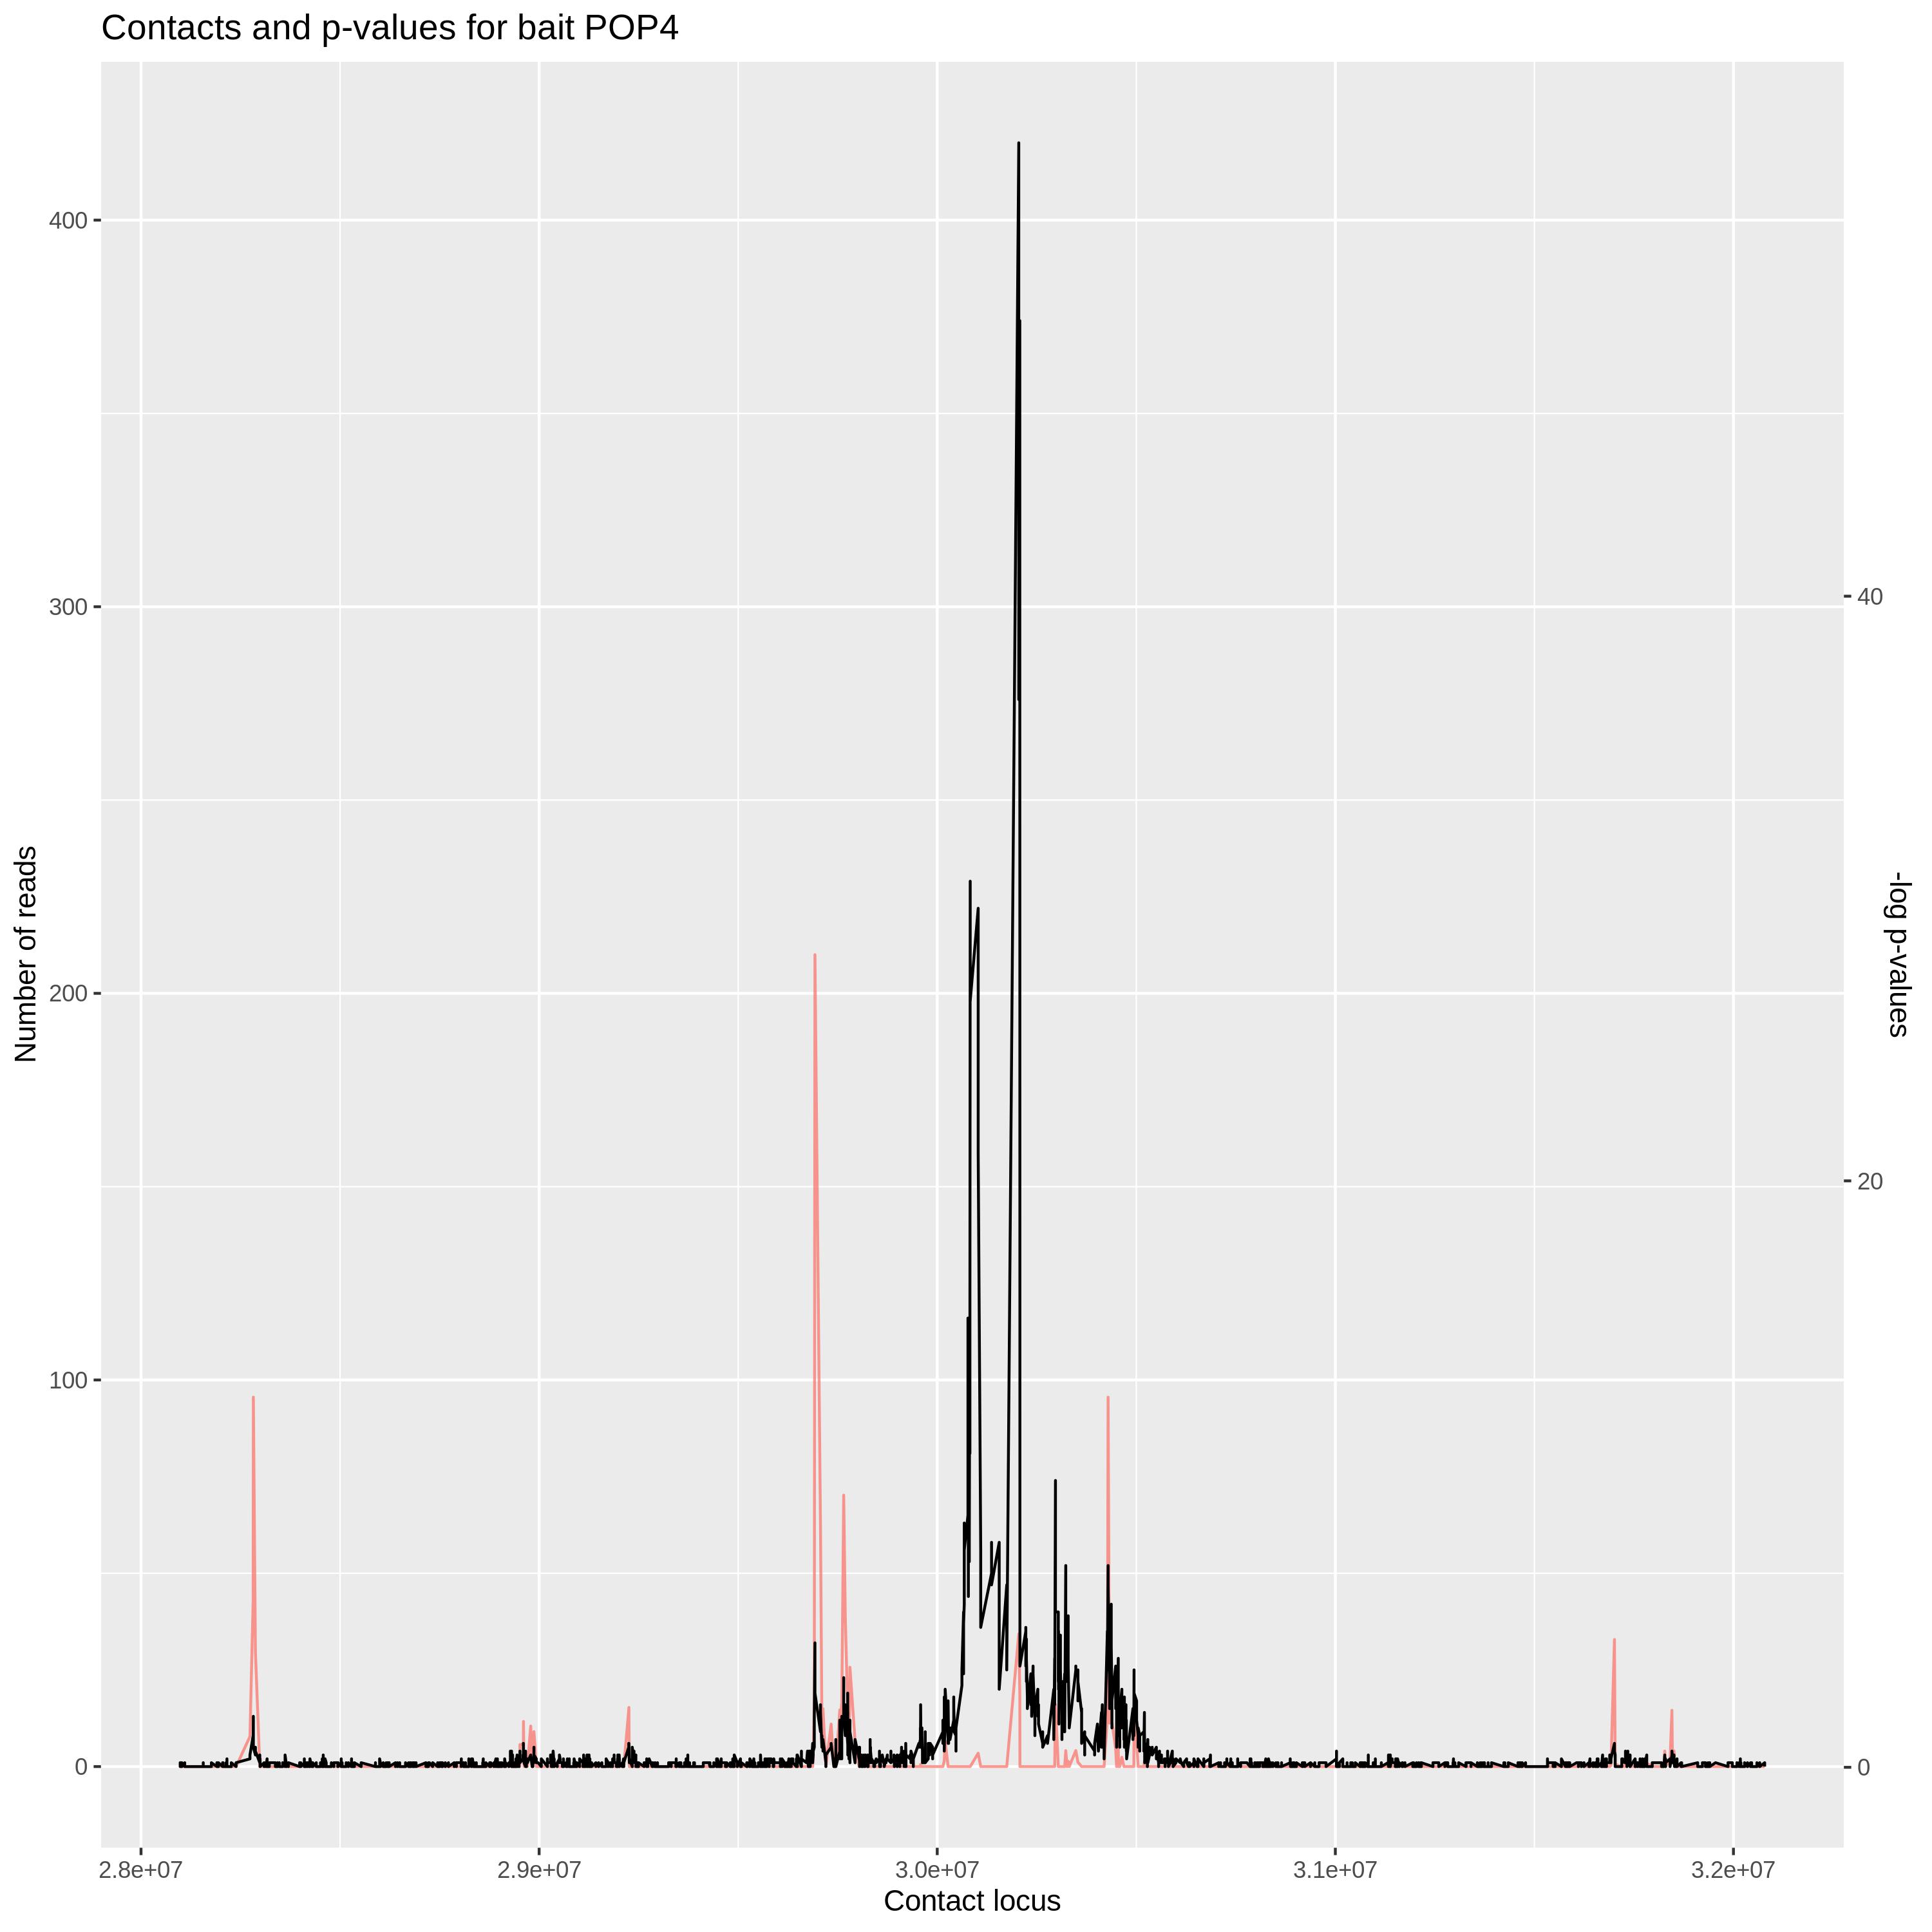 Contacts and p-values for bait POP4
400
300
200
100
0
Number of reads
40
20
0
-log p-values
2.8e+07
2.9e+07
3.0e+07
3.1e+07
3.2e+07
Contact locus